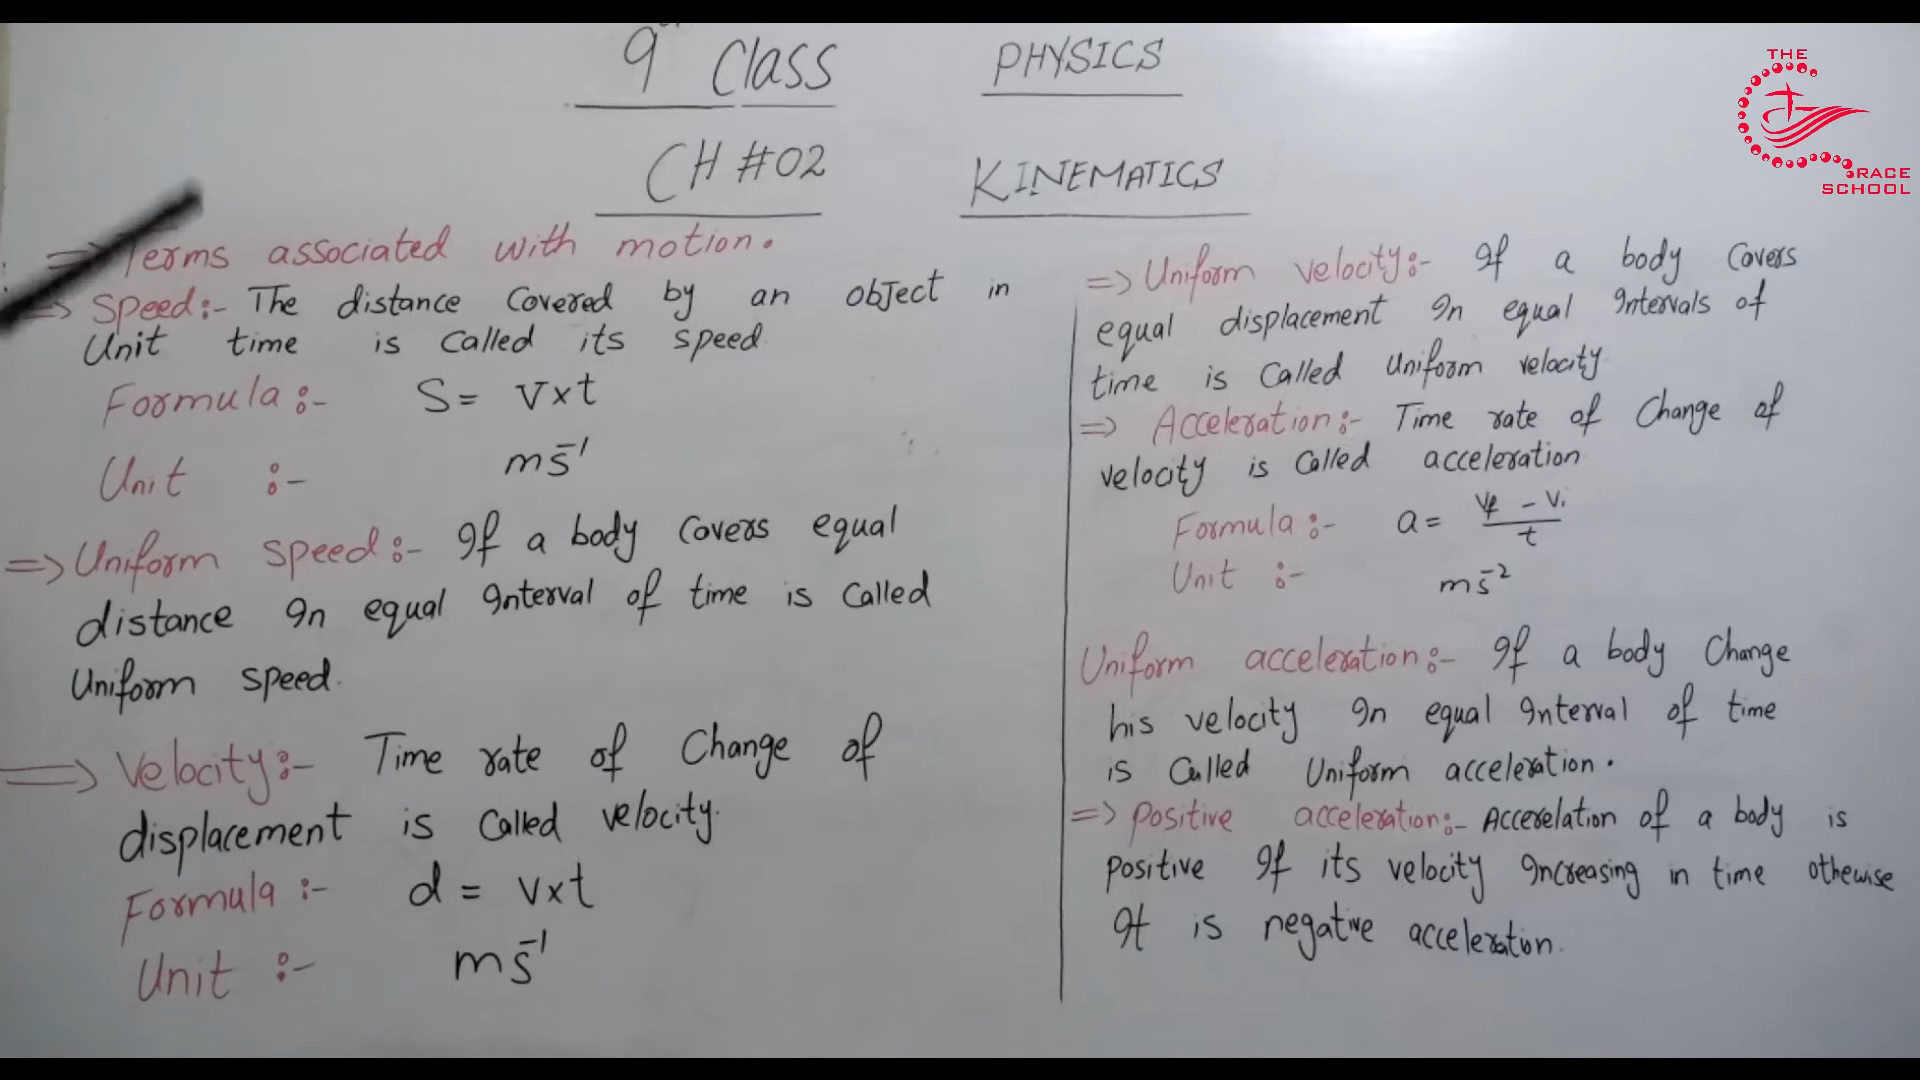 9th Class PHYSICS
CH #02 KINEMATICS
=> Terms associated with motion.
=> Speed:- The distance Covered by an object in
Unit time is called its speed
Formula:- S = v×t
Unit :- ms⁻¹
=> Uniform speed:- If a body covers equal
distance In equal Interval of time is called
Uniform speed.
=> Velocity:- Time rate of Change of
displacement is called velocity.
Formula:- d = v×t
Unit :- ms⁻¹
=> Uniform velocity:- If a body Covers
equal displacement In equal Intervals of
time is Called Uniform velocity
=> Acceleration:- Time rate of Change of
velocity is Called acceleration
Formula:- a = vf - vi / t
Unit :- ms⁻²
Uniform acceleration:- If a body Change
his velocity In equal Interval of time
is Called Uniform acceleration.
=> Positive acceleration:- Accerelation of a body is
positive If its velocity Increasing in time othewise
It is negative acceleration.
THE
GRACE
SCHOOL